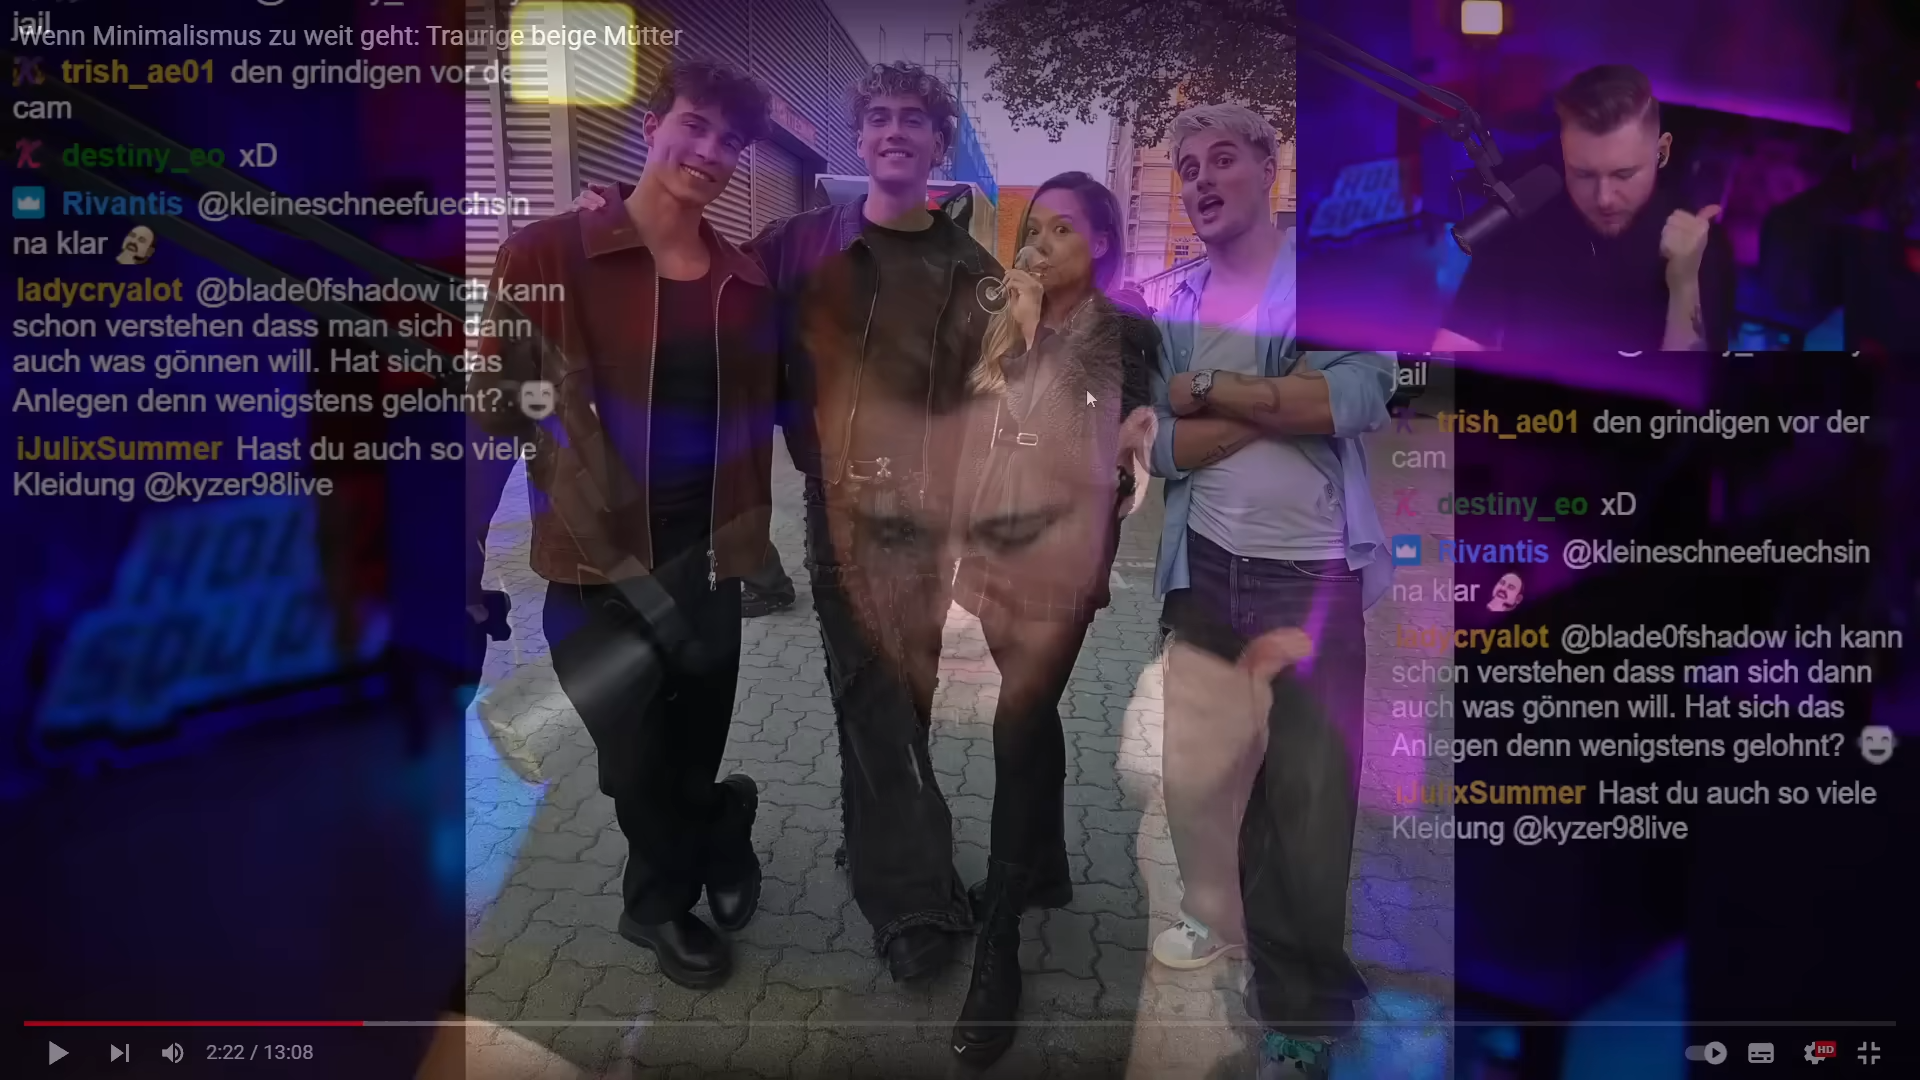 jail
Wenn Minimalismus zu weit geht: Traurige beige Mütter
trish_ae01 den grindigen vor de
cam
destiny_eo xD
Rivantis @kleineschneefuechsin
na klar
ladycryalot @blade0fshadow ich kann
schon verstehen dass man sich dann
auch was gönnen will. Hat sich das
Anlegen denn wenigstens gelohnt?
iJulixSummer Hast du auch so viele
Kleidung @kyzer98live
jail
trish_ae01 den grindigen vor der
cam
destiny_eo xD
Rivantis @kleineschneefuechsin
na klar
ladycryalot @blade0fshadow ich kann
schon verstehen dass man sich dann
auch was gönnen will. Hat sich das
Anlegen denn wenigstens gelohnt?
iJulixSummer Hast du auch so viele
Kleidung @kyzer98live
2:22 / 13:08
HD